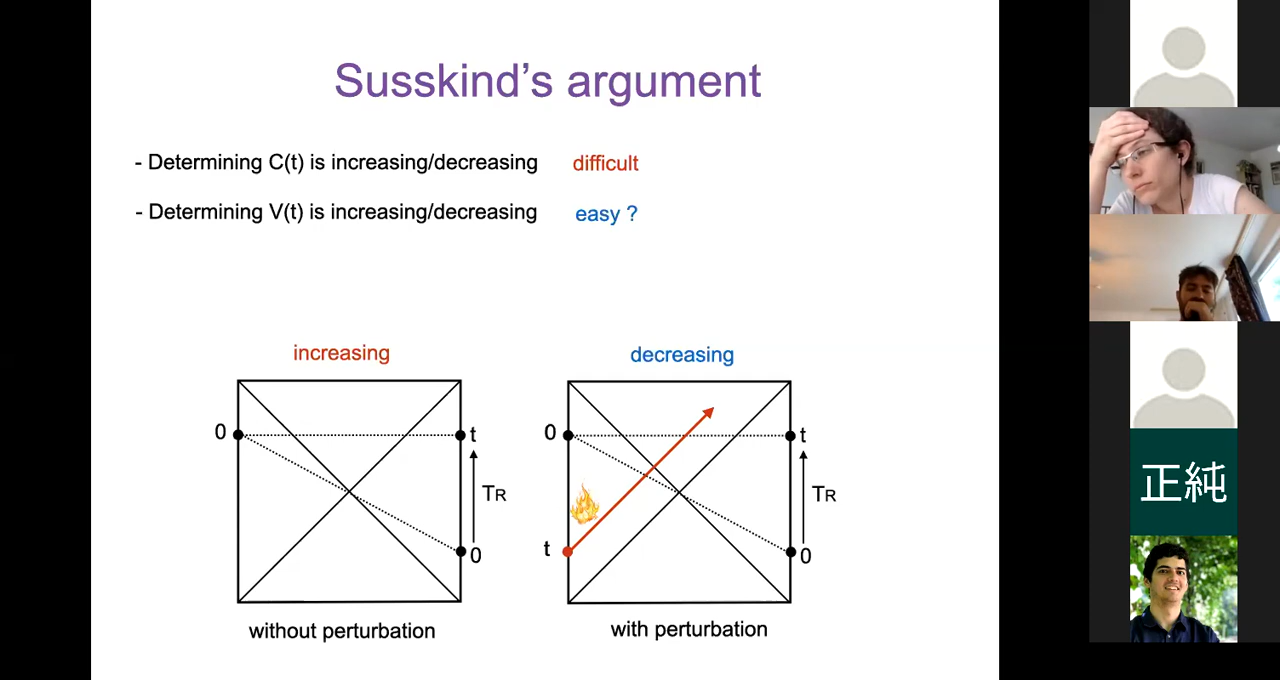 Susskind's argument
- Determining C(t) is increasing/decreasing difficult
- Determining V(t) is increasing/decreasing easy ?
increasing
decreasing
0
t
TR
0
0
t
TR
t
0
without perturbation
with perturbation
正純